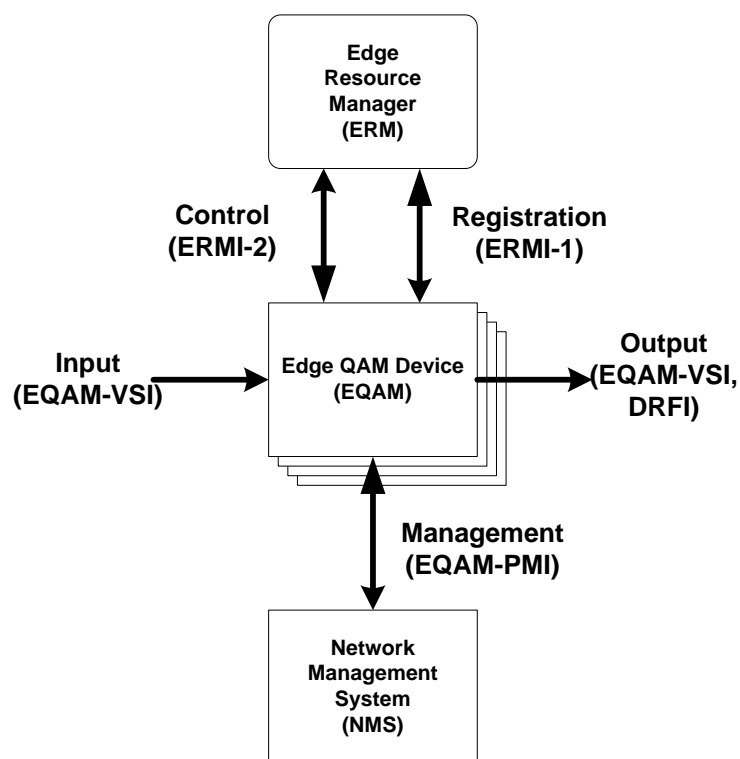 Edge
Resource
Manager
(ERM)
Control
(ERMI-2)
Registration
(ERMI-1)
Input
(EQAM-VSI)
Edge QAM Device
(EQAM)
Output
(EQAM-VSI,
DRFI)
Management
(EQAM-PMI)
Network
Management
System
(NMS)